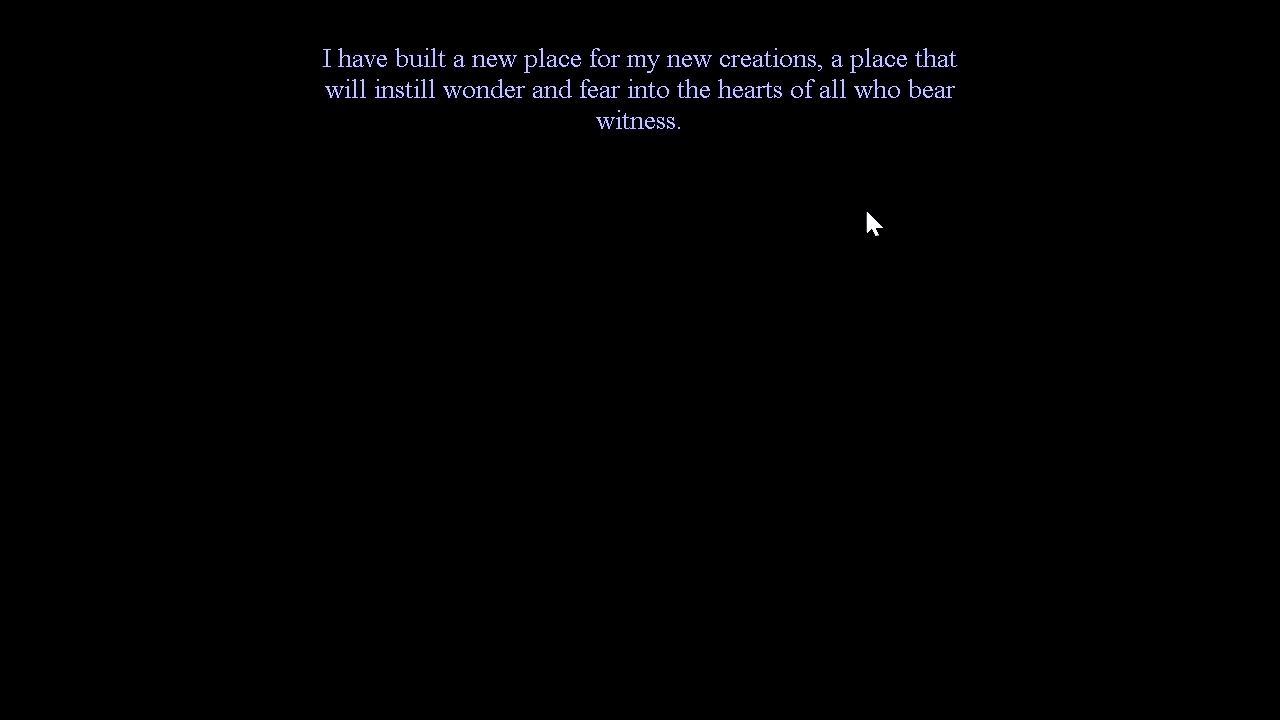 I have built a new place for my new creations, a place that
will instill wonder and fear into the hearts of all who bear
witness.